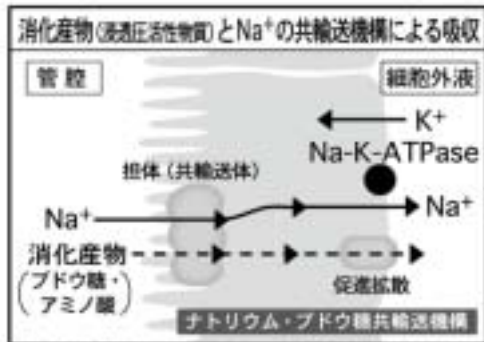 消化産物(浸透圧活性物質)とNa⁺の共輸送機構による吸収
管腔
細胞外液
K⁺
Na-K-ATPase
担体(共輸送体)
Na⁺
Na⁺
消化産物
(ブドウ糖・
アミノ酸)
促進拡散
ナトリウム・ブドウ糖共輸送機構